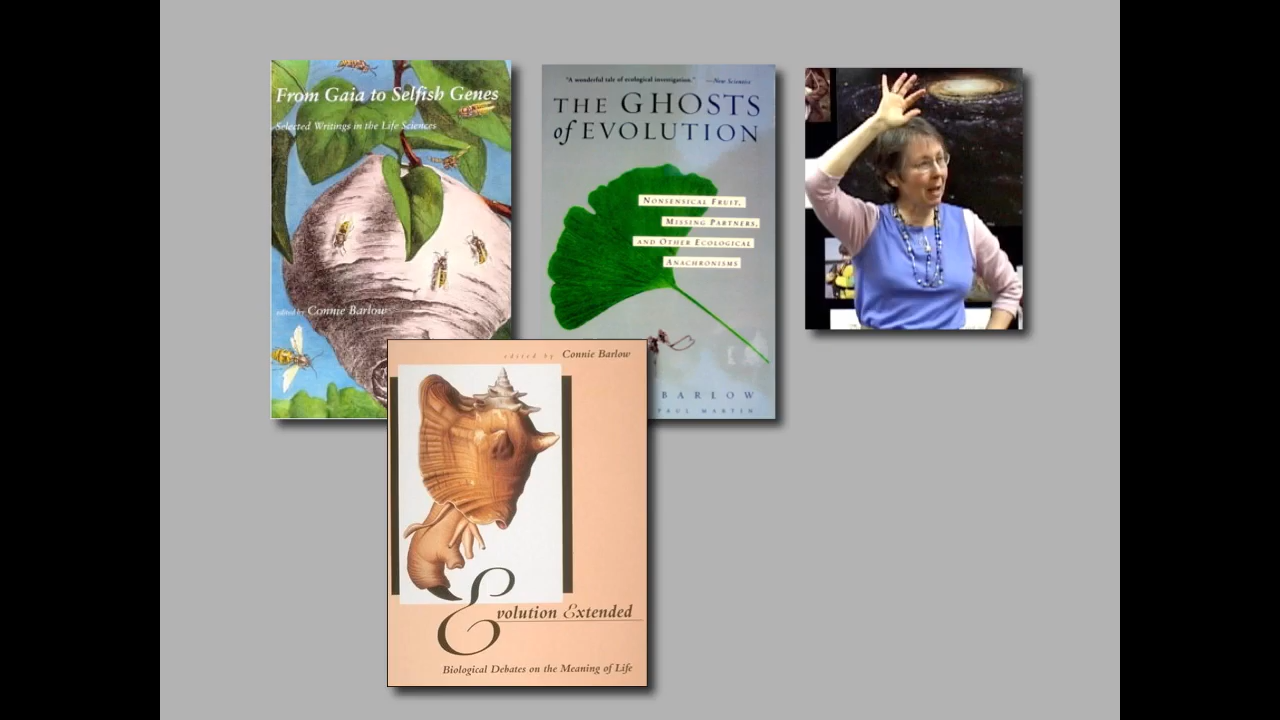 From Gaia to Selfish Genes
Selected Writings in the Life Sciences
edited by Connie Barlow
"A wonderful tale of ecological investigation." —New Scientist
THE GHOSTS
of EVOLUTION
NONSENSICAL FRUIT,
MISSING PARTNERS,
AND OTHER ECOLOGICAL
ANACHRONISMS
BARLOW
PAUL MARTIN
edited by Connie Barlow
Evolution Extended
Biological Debates on the Meaning of Life